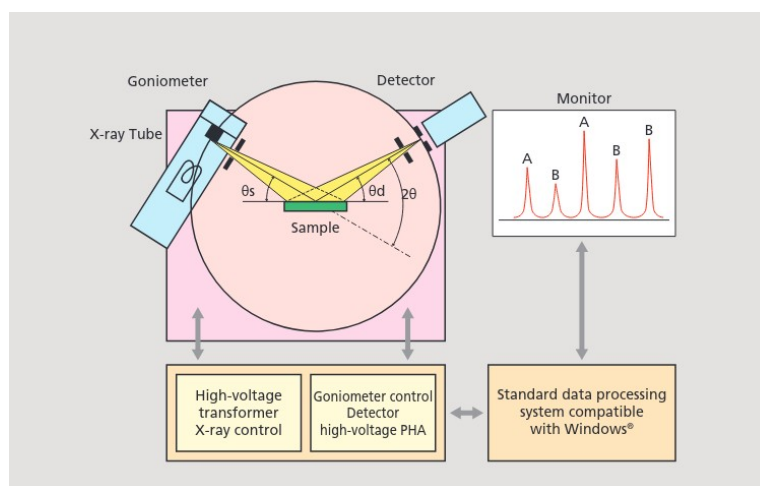 Goniometer
Detector
Monitor
X-ray Tube
A
B
A
B
B
θs
θd
2θ
Sample
High-voltage
transformer
X-ray control
Goniometer control
Detector
high-voltage PHA
Standard data processing
system compatible
with Windows®